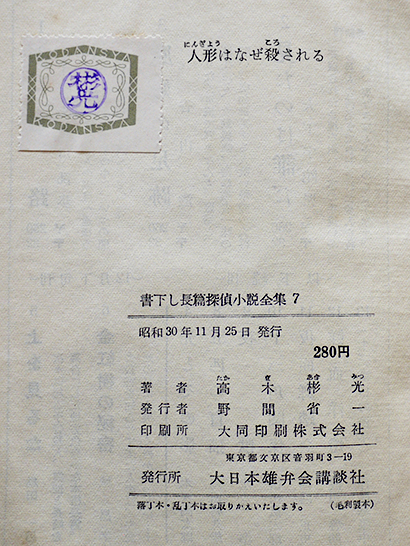 KODANSYA
彬光
KODANSYA
にんぎょう ころ
人形はなぜ殺される
書下し長篇探偵小説全集 7
昭和30年11月25日 発行
280円
たか ぎ あき みつ
著者 高木彬光
発行者 野間省一
印刷所 大同印刷株式会社
東京都文京区音羽町3—19
発行所 大日本雄弁会講談社
落丁本・乱丁本はお取りかえいたします。 (毛利製本)